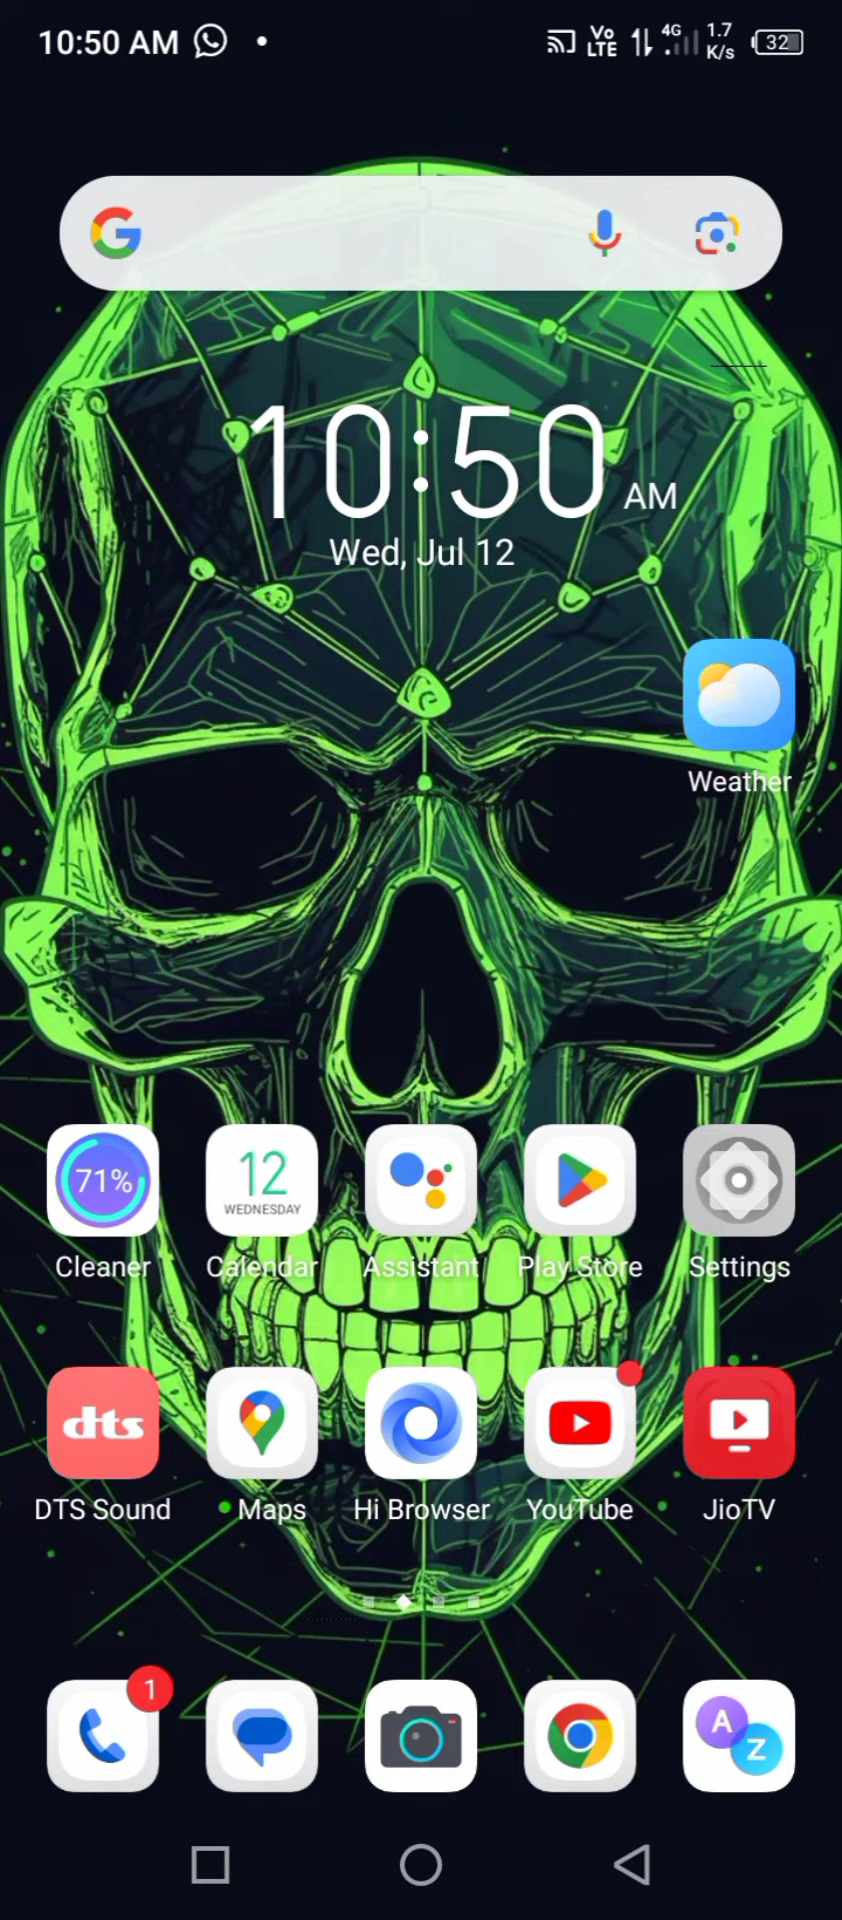 10:50 AM
Vo LTE
4G
1.7 K/s
32
10:50 AM
Wed, Jul 12
Weather
71%
12
WEDNESDAY
Cleaner
Calendar
Assistant
Play Store
Settings
dts
DTS Sound
Maps
Hi Browser
YouTube
JioTV
1
A
Z